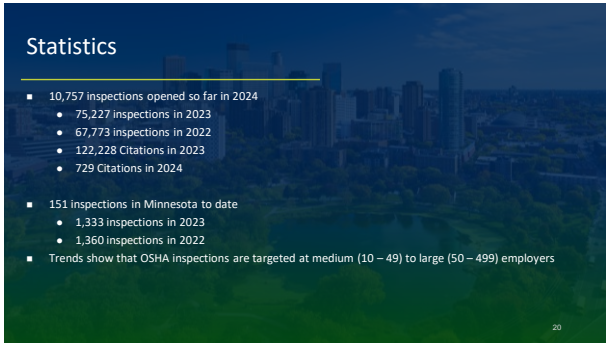 Statistics
▪ 10,757 inspections opened so far in 2024
● 75,227 inspections in 2023
● 67,773 inspections in 2022
● 122,228 Citations in 2023
● 729 Citations in 2024
▪ 151 inspections in Minnesota to date
● 1,333 inspections in 2023
● 1,360 inspections in 2022
▪ Trends show that OSHA inspections are targeted at medium (10 – 49) to large (50 – 499) employers
20